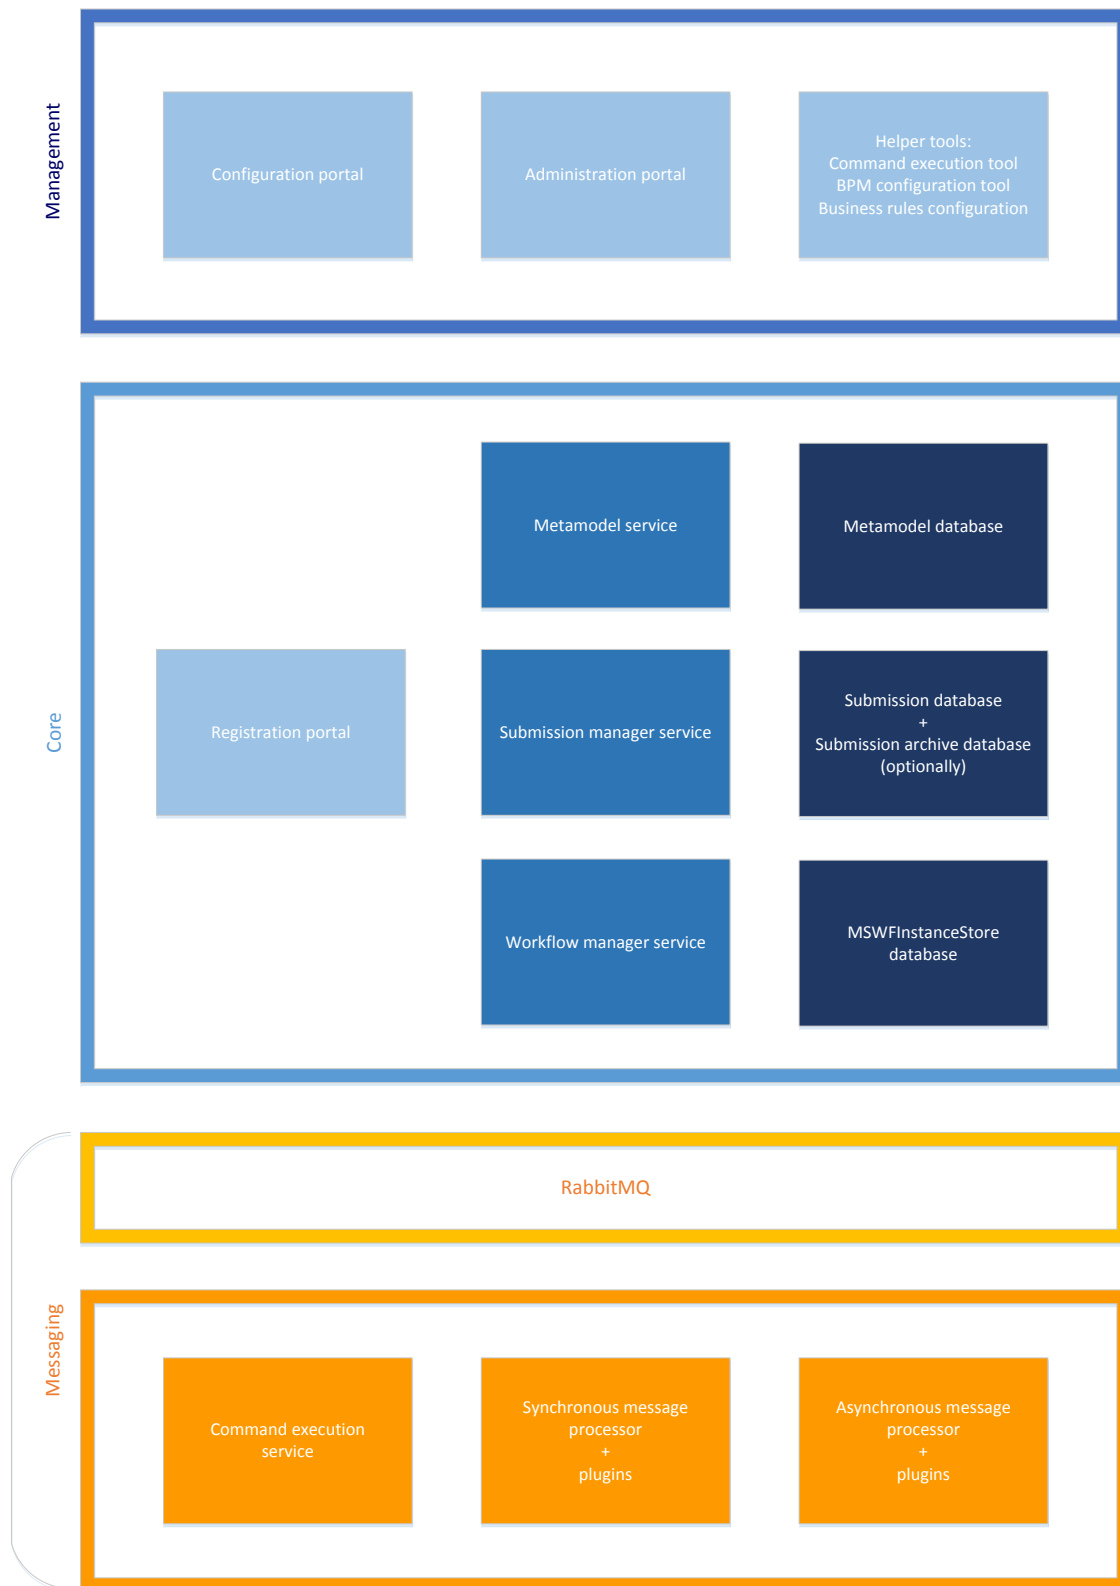 Management
Configuration portal
Administration portal
Helper tools:
Command execution tool
BPM configuration tool
Business rules configuration
Core
Metamodel service
Metamodel database
Registration portal
Submission manager service
Submission database
+
Submission archive database
(optionally)
Workflow manager service
MSWFInstanceStore
database
Messaging
RabbitMQ
Command execution
service
Synchronous message
processor
+
plugins
Asynchronous message
processor
+
plugins